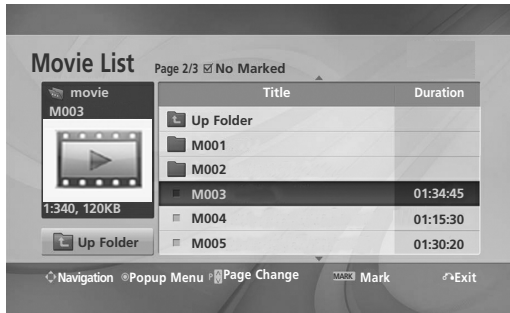 Movie List Page 2/3 ☑ No Marked
movie
M003
1:340, 120KB
Up Folder
Title Duration
Up Folder
M001
M002
M003 01:34:45
M004 01:15:30
M005 01:30:20
Navigation Popup Menu P Page Change MARK Mark Exit